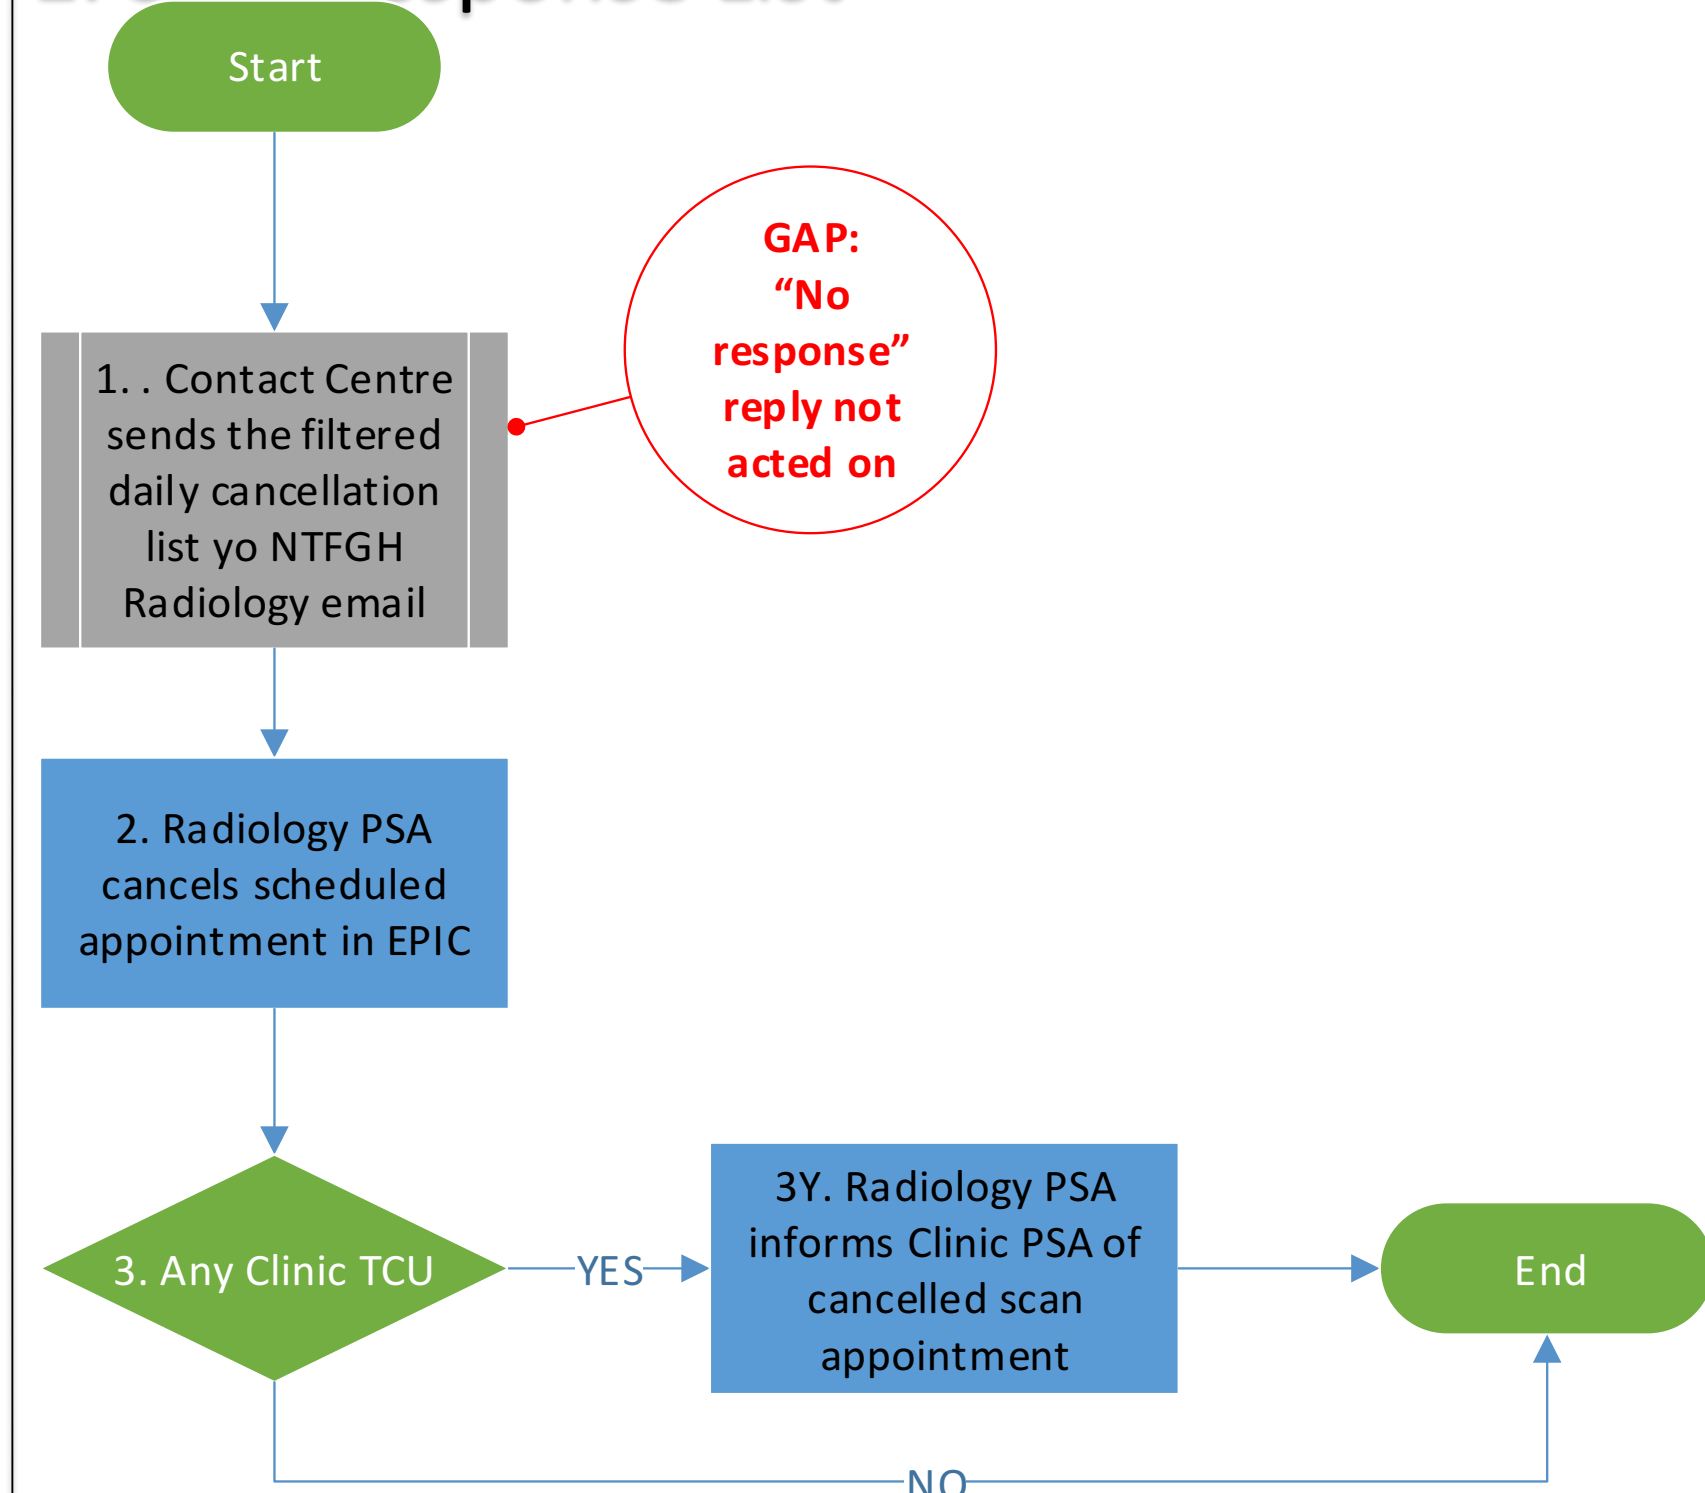 Start
GAP:
“No
response”
reply not
acted on
1. . Contact Centre
sends the filtered
daily cancellation
list yo NTFGH
Radiology email
2. Radiology PSA
cancels scheduled
appointment in EPIC
3. Any Clinic TCU
YES
3Y. Radiology PSA
informs Clinic PSA of
cancelled scan
appointment
End
NO